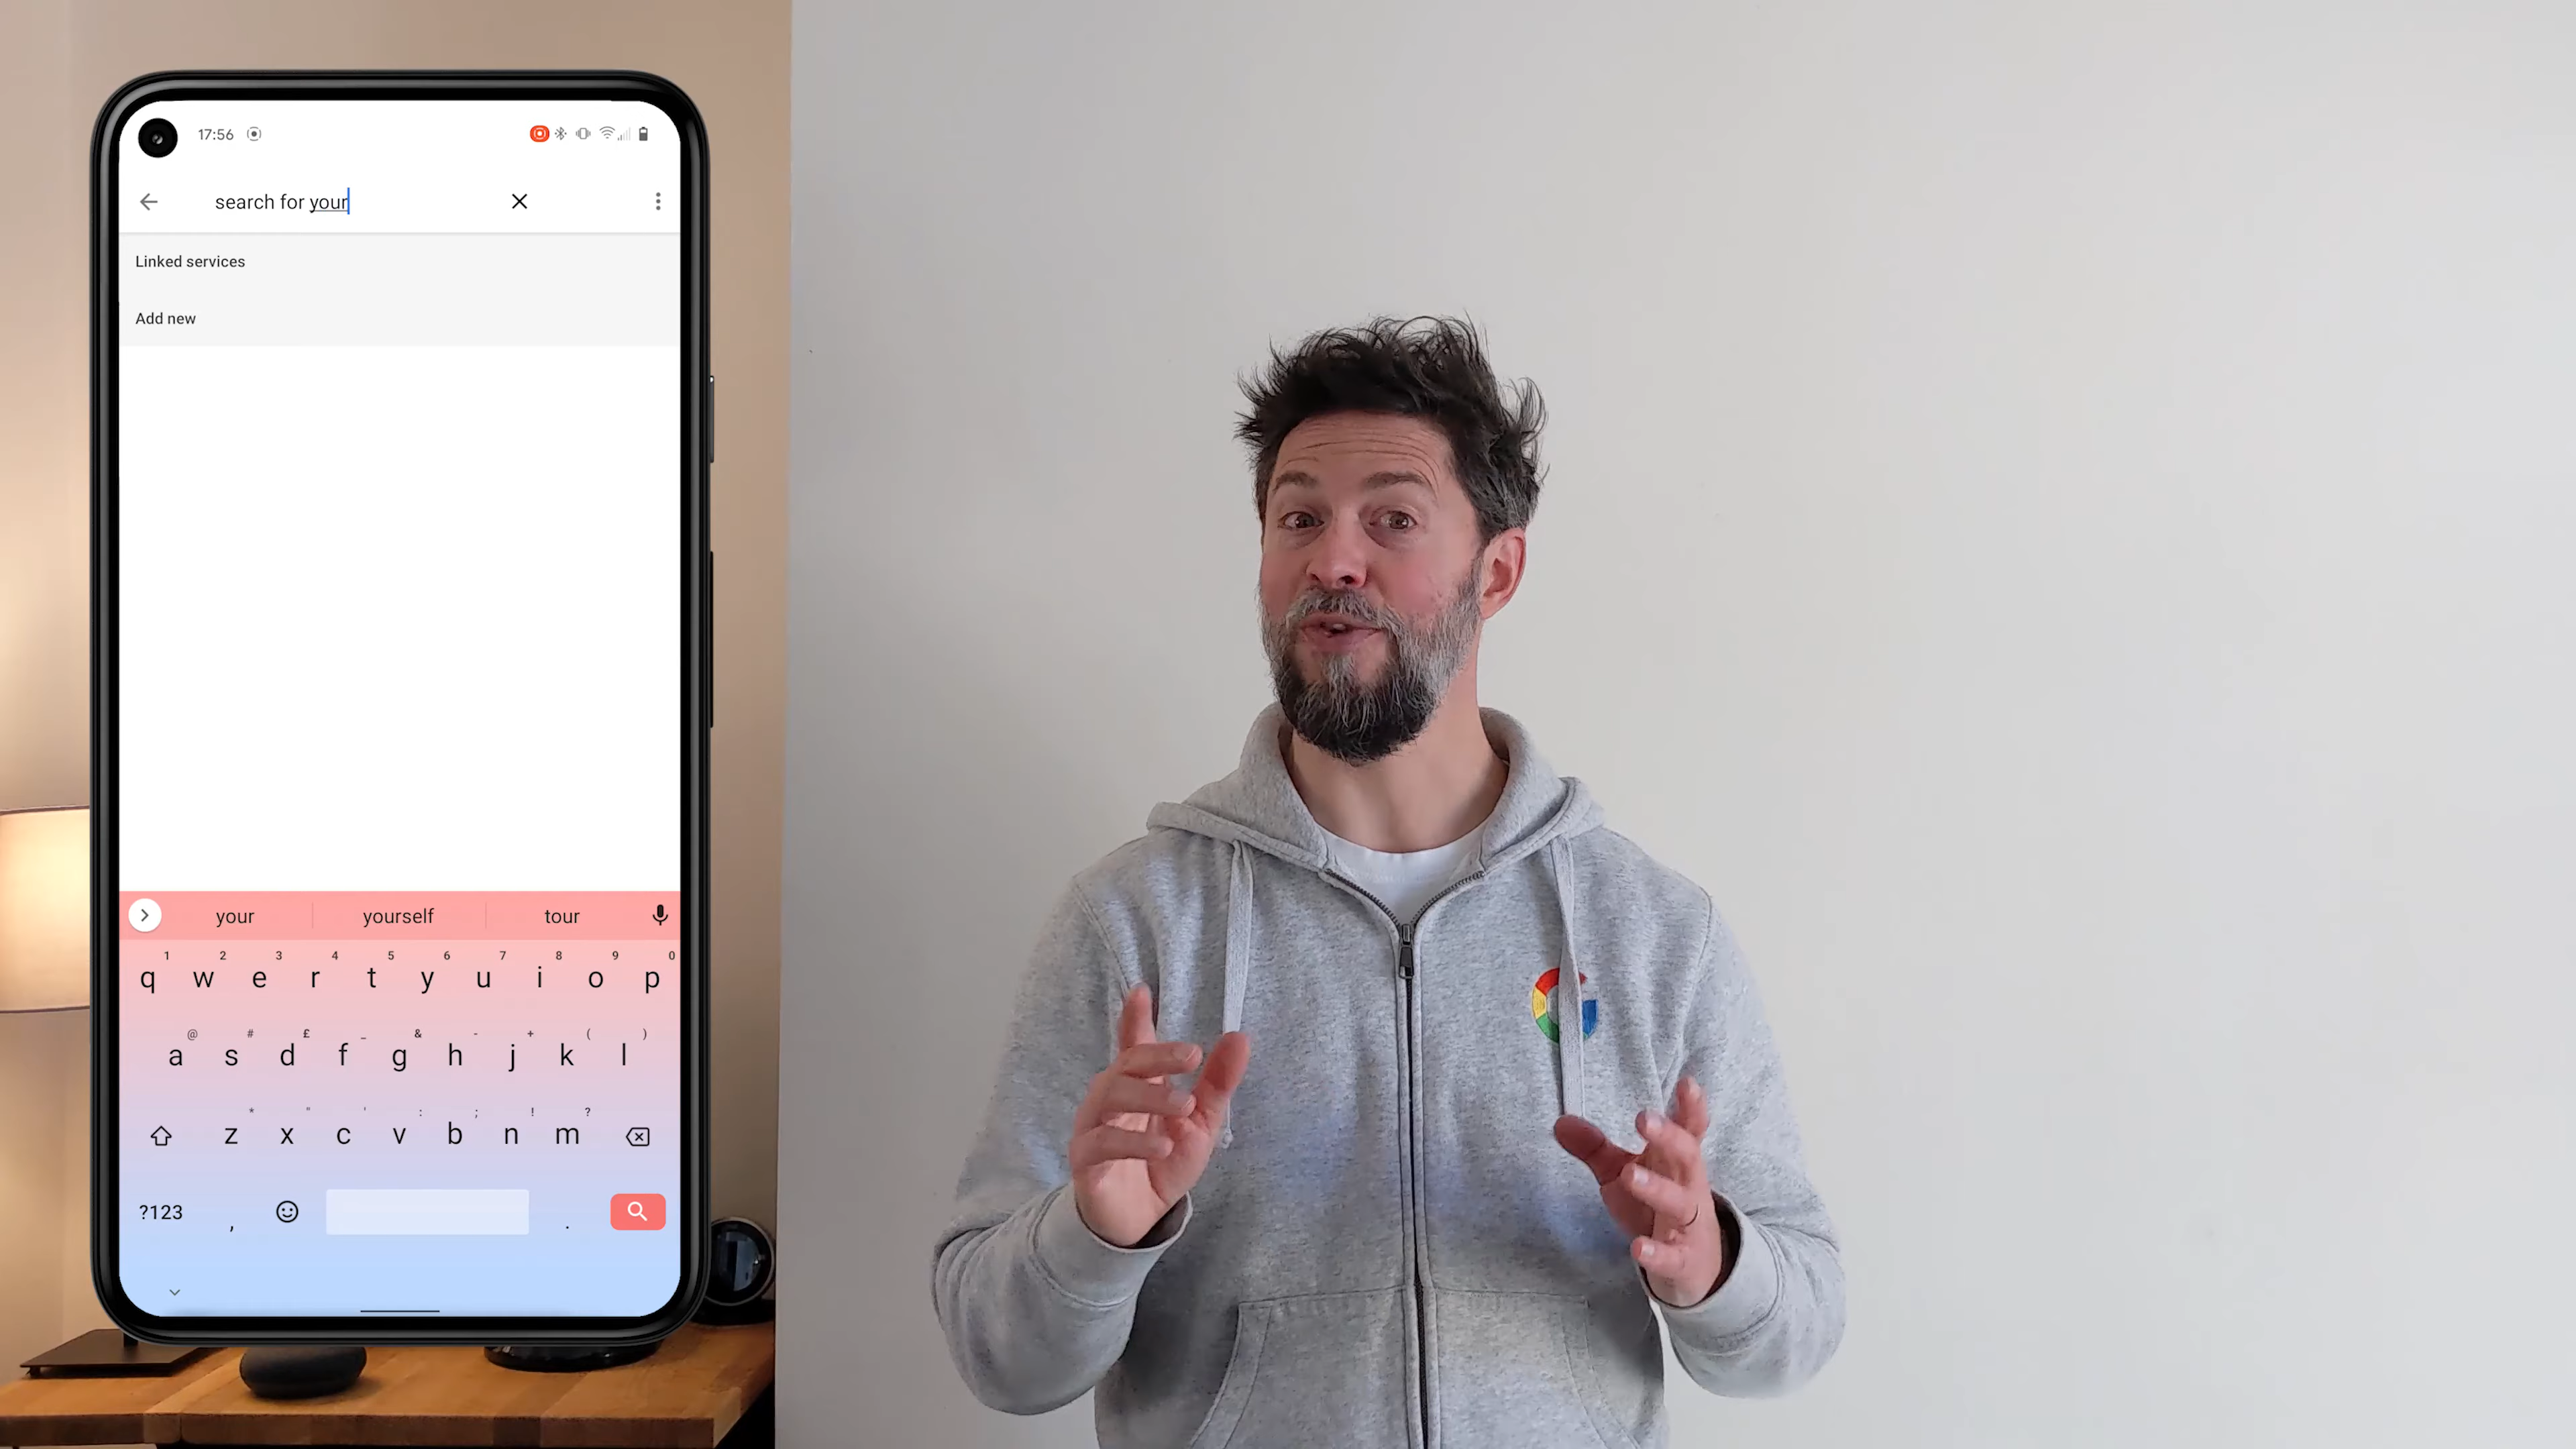 17:56
search for your
Linked services
Add new
your yourself tour
1 2 3 4 5 6 7 8 9 0
q w e r t y u i o p
@ # £ _ & - + ( )
a s d f g h j k l
* " ' : ; ! ?
z x c v b n m
?123 , .
G